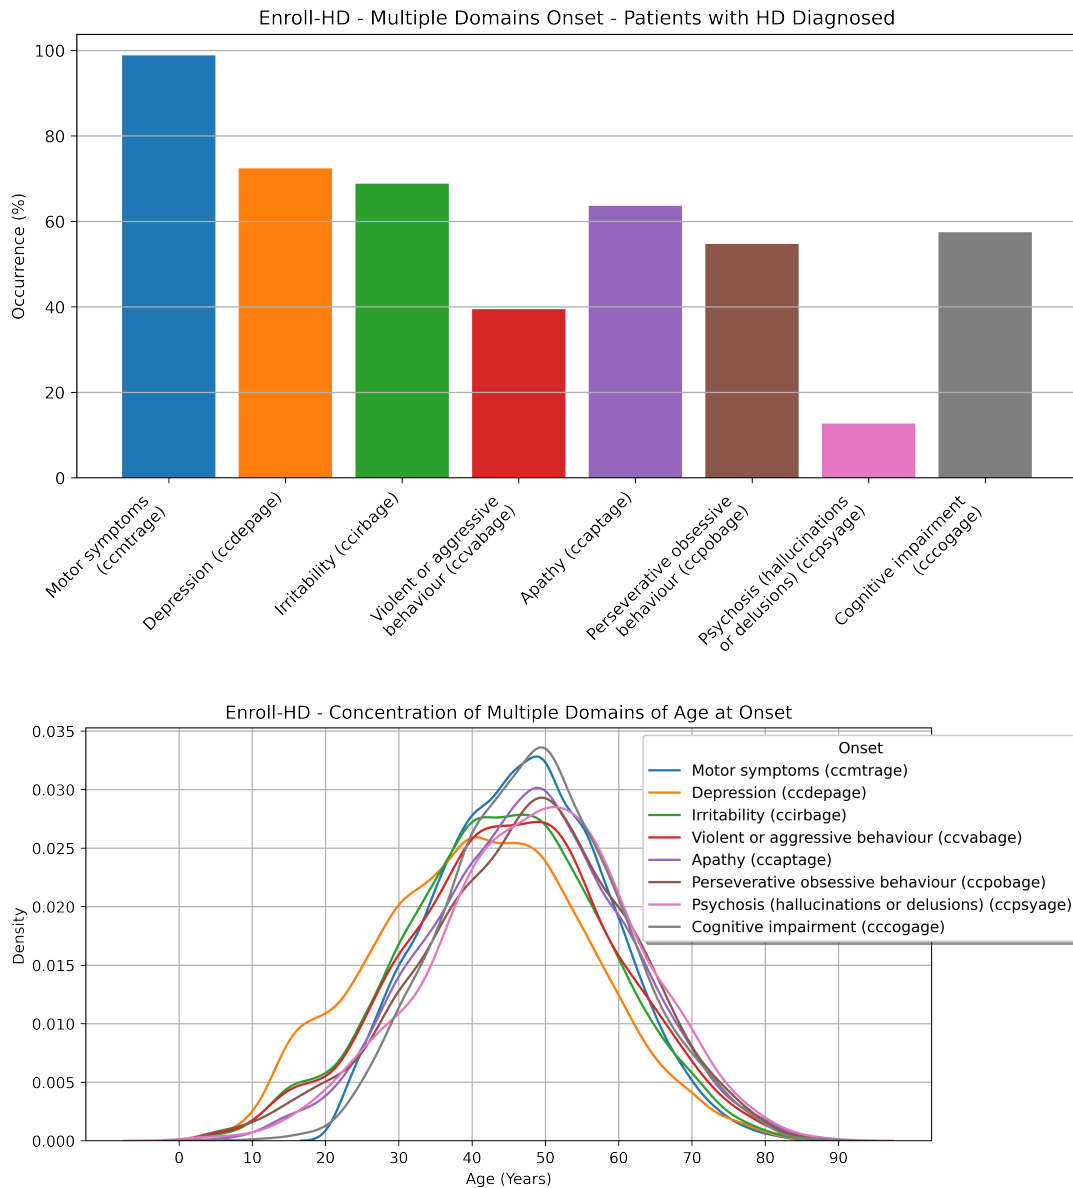 Enroll-HD - Multiple Domains Onset - Patients with HD Diagnosed
Occurrence (%)
100
80
60
40
20
0
Motor symptoms
(ccmtrage)
Depression (ccdepage)
Irritability (ccirbage)
Violent or aggressive
behaviour (ccvabage)
Apathy (ccaptage)
Perseverative obsessive
behaviour (ccpobage)
Psychosis (hallucinations
or delusions) (ccpsyage)
Cognitive impairment
(cccogage)
Enroll-HD - Concentration of Multiple Domains of Age at Onset
Density
0.035
0.030
0.025
0.020
0.015
0.010
0.005
0.000
Onset
Motor symptoms (ccmtrage)
Depression (ccdepage)
Irritability (ccirbage)
Violent or aggressive behaviour (ccvabage)
Apathy (ccaptage)
Perseverative obsessive behaviour (ccpobage)
Psychosis (hallucinations or delusions) (ccpsyage)
Cognitive impairment (cccogage)
0 10 20 30 40 50 60 70 80 90
Age (Years)